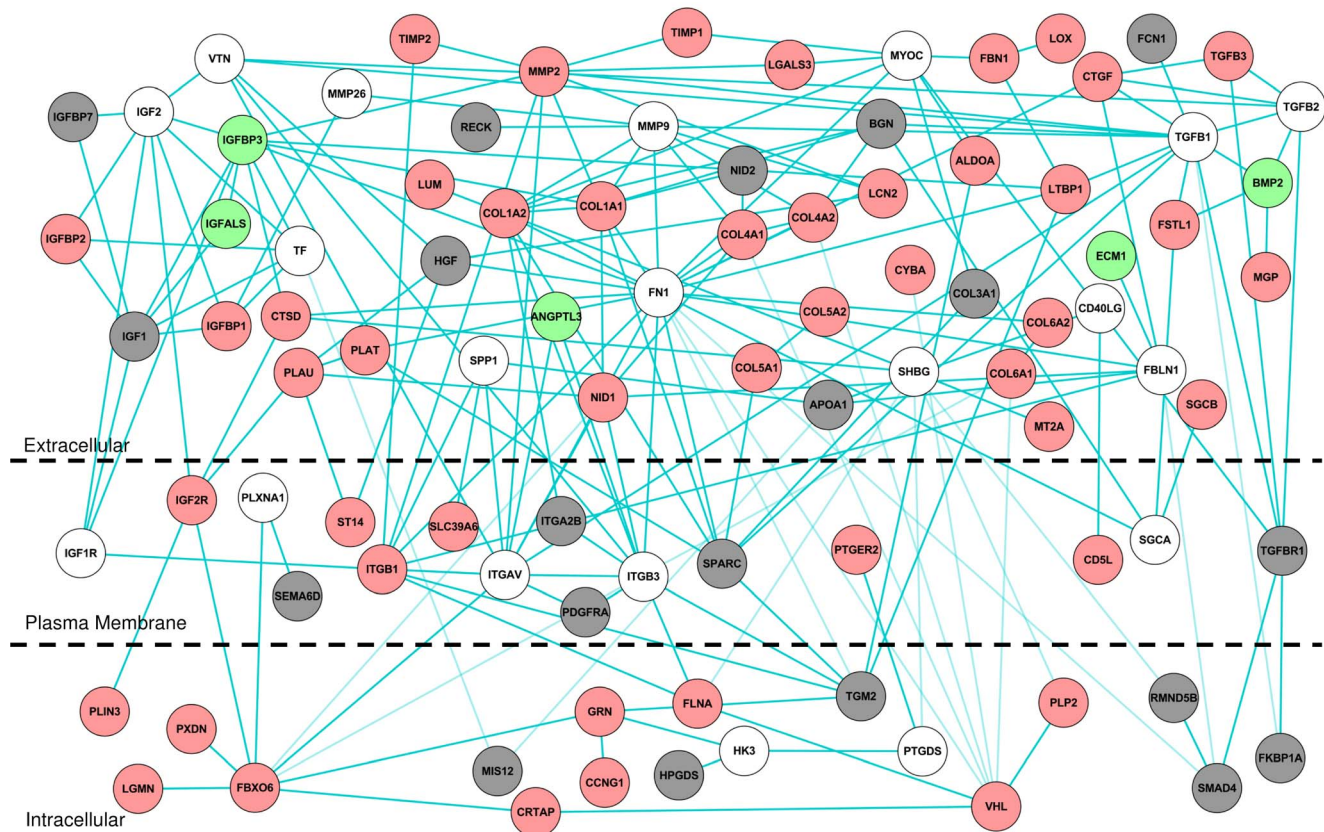 TIMP2
TIMP1
LOX
FCN1
VTN
MMP2
LGALS3
MYOC
FBN1
CTGF
TGFB3
MMP26
TGFB2
IGFBP7
IGF2
IGFBP3
RECK
MMP9
BGN
TGFB1
ALDOA
NID2
LUM
LCN2
LTBP1
BMP2
COL1A2
COL1A1
COL4A2
IGFALS
COL4A1
FSTL1
IGFBP2
TF
HGF
CYBA
ECM1
MGP
FN1
COL3A1
CD40LG
CTSD
ANGPTL3
COL5A2
COL6A2
IGF1
IGFBP1
PLAT
SPP1
COL5A1
PLAU
SHBG
COL6A1
FBLN1
NID1
APOA1
SGCB
MT2A
Extracellular
IGF2R
PLXNA1
ST14
SLC39A6
ITGA2B
IGF1R
PTGER2
SGCA
TGFBR1
ITGB1
ITGAV
ITGB3
SPARC
CD5L
SEMA6D
PDGFRA
Plasma Membrane
PLIN3
GRN
FLNA
TGM2
PLP2
RMND5B
PXDN
HK3
PTGDS
FKBP1A
MIS12
HPGDS
CCNG1
LGMN
FBXO6
SMAD4
CRTAP
VHL
Intracellular